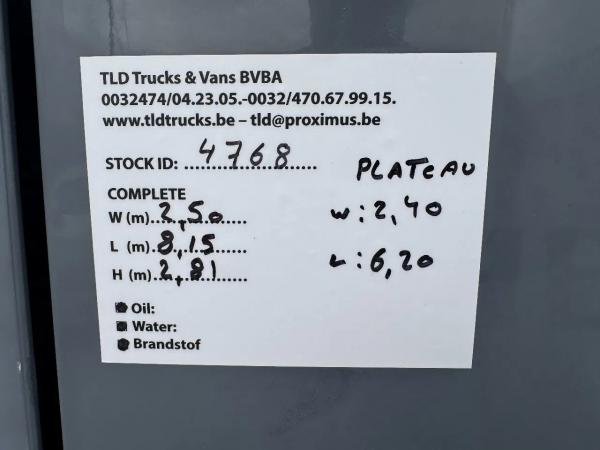 TLD Trucks & Vans BVBA
0032474/04.23.05.-0032/470.67.99.15.
www.tldtrucks.be – tld@proximus.be
STOCK ID: 4768
PLATEAU
COMPLETE
W (m) 2,50
W: 2,40
L (m) 8,15
L: 6,20
H (m) 2,81
Oil:
Water:
Brandstof